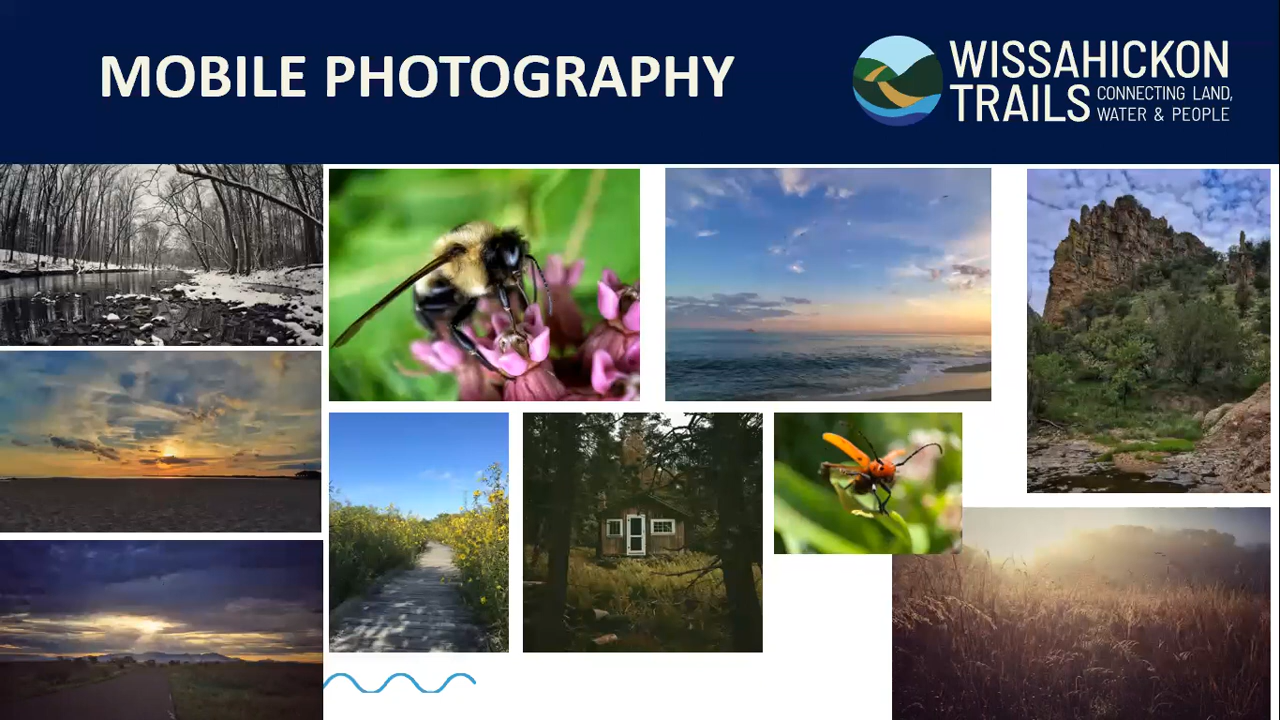 MOBILE PHOTOGRAPHY
WISSAHICKON
TRAILS CONNECTING LAND,
WATER & PEOPLE